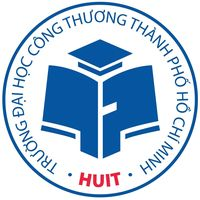 TRƯỜNG ĐẠI HỌC CÔNG THƯƠNG THÀNH PHỐ HỒ CHÍ MINH
HUIT